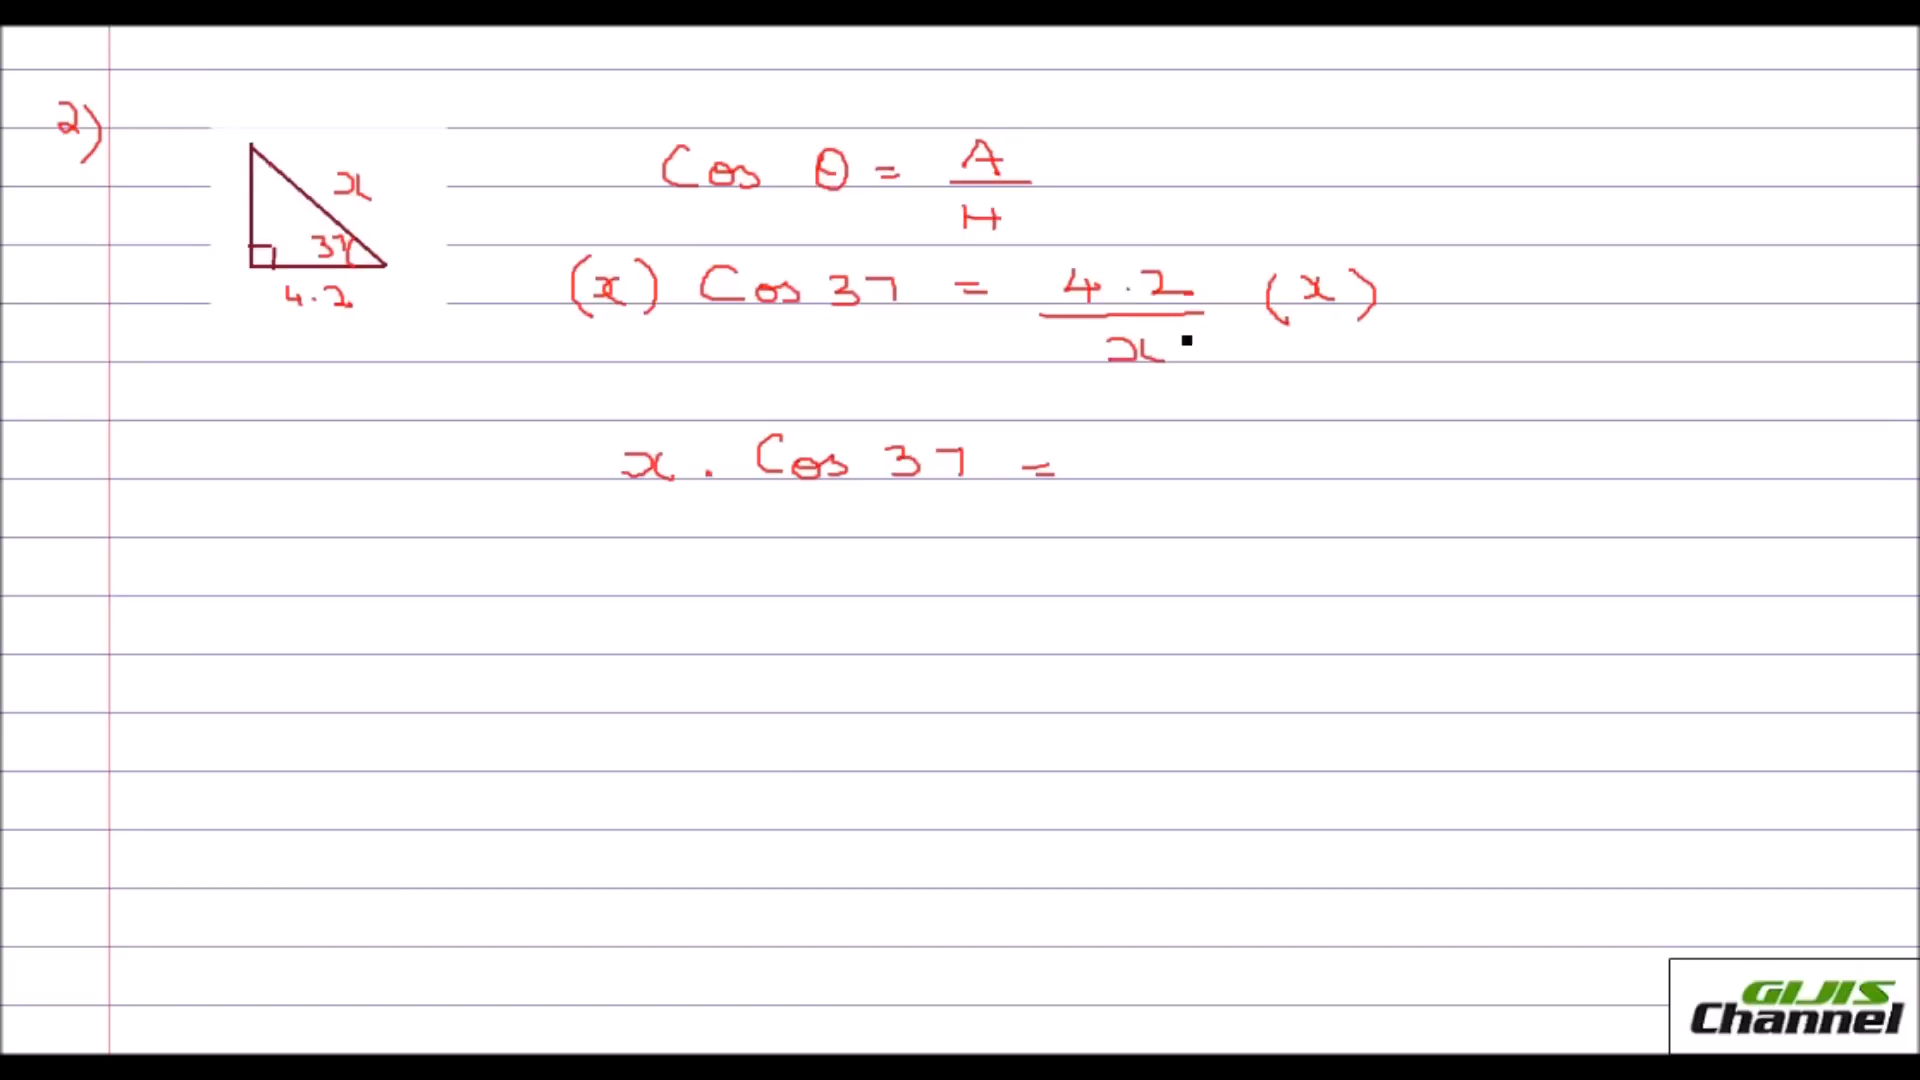 2)
x
37
4.2
Cos θ = A/H
(x) Cos 37 = 4.2/x (x)
x . Cos 37 =
GIJIS
Channel